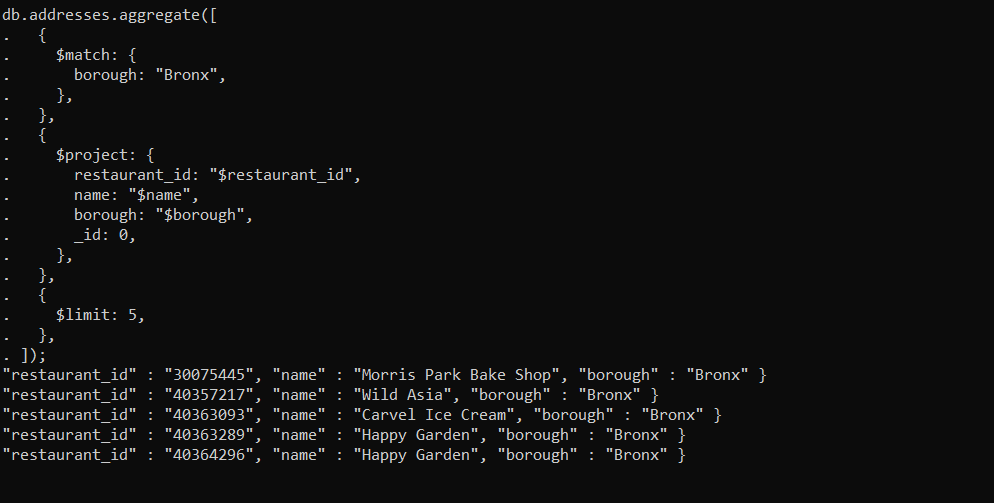 db.addresses.aggregate([
.   {
.     $match: {
.       borough: "Bronx",
.     },
.   },
.   {
.     $project: {
.       restaurant_id: "$restaurant_id",
.       name: "$name",
.       borough: "$borough",
.       _id: 0,
.     },
.   },
.   {
.     $limit: 5,
.   },
. ]);
"restaurant_id" : "30075445", "name" : "Morris Park Bake Shop", "borough" : "Bronx" }
"restaurant_id" : "40357217", "name" : "Wild Asia", "borough" : "Bronx" }
"restaurant_id" : "40363093", "name" : "Carvel Ice Cream", "borough" : "Bronx" }
"restaurant_id" : "40363289", "name" : "Happy Garden", "borough" : "Bronx" }
"restaurant_id" : "40364296", "name" : "Happy Garden", "borough" : "Bronx" }